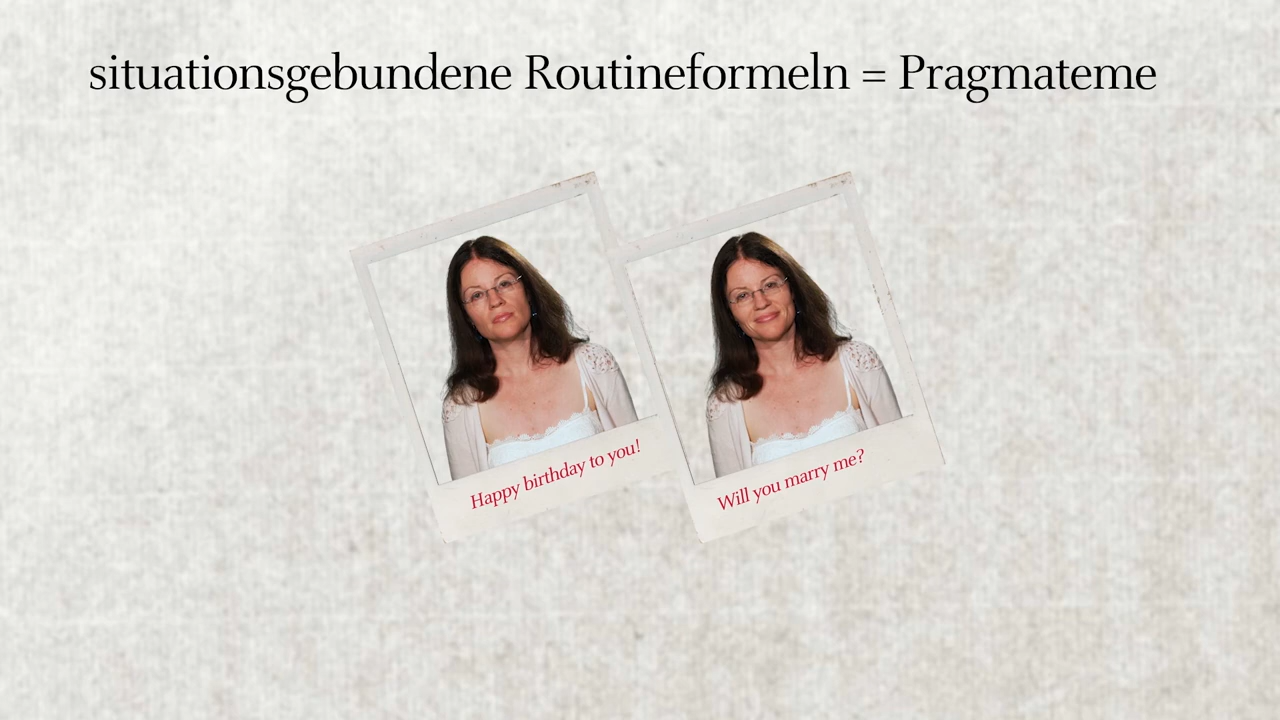 situationsgebundene Routineformeln = Pragmateme
Happy birthday to you!
Will you marry me?